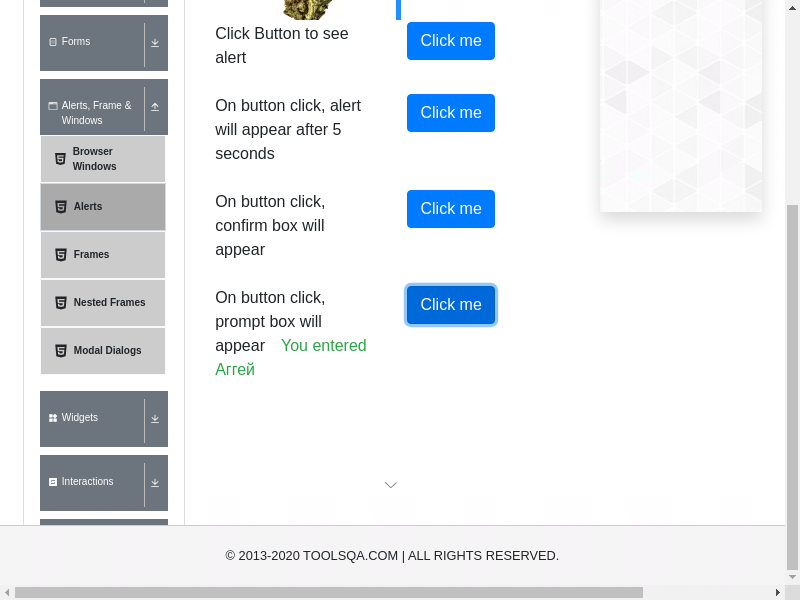 Forms
Alerts, Frame &
Windows
Browser
Windows
Alerts
Frames
Nested Frames
Modal Dialogs
Widgets
Interactions
Click Button to see
alert
Click me
On button click, alert
will appear after 5
seconds
Click me
On button click,
confirm box will
appear
Click me
On button click,
prompt box will
appear You entered
Аггей
Click me
© 2013-2020 TOOLSQA.COM | ALL RIGHTS RESERVED.